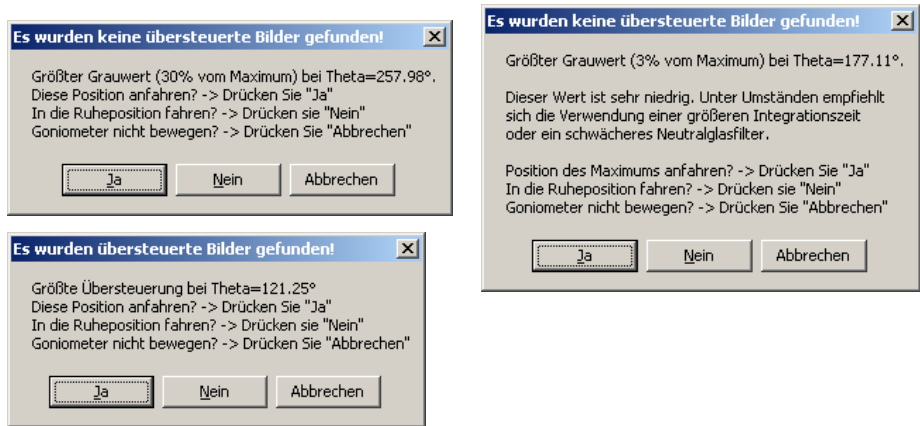 Es wurden keine übersteuerte Bilder gefunden!
Größter Grauwert (30% vom Maximum) bei Theta=257.98°.
Diese Position anfahren? -> Drücken Sie "Ja"
In die Ruheposition fahren? -> Drücken sie "Nein"
Goniometer nicht bewegen? -> Drücken Sie "Abbrechen"
Ja Nein Abbrechen
Es wurden übersteuerte Bilder gefunden!
Größte Übersteuerung bei Theta=121.25°
Diese Position anfahren? -> Drücken Sie "Ja"
In die Ruheposition fahren? -> Drücken sie "Nein"
Goniometer nicht bewegen? -> Drücken Sie "Abbrechen"
Ja Nein Abbrechen
Es wurden keine übersteuerte Bilder gefunden!
Größter Grauwert (3% vom Maximum) bei Theta=177.11°.
Dieser Wert ist sehr niedrig. Unter Umständen empfiehlt
sich die Verwendung einer größeren Integrationszeit
oder ein schwächeres Neutralglasfilter.
Position des Maximums anfahren? -> Drücken Sie "Ja"
In die Ruheposition fahren? -> Drücken sie "Nein"
Goniometer nicht bewegen? -> Drücken Sie "Abbrechen"
Ja Nein Abbrechen